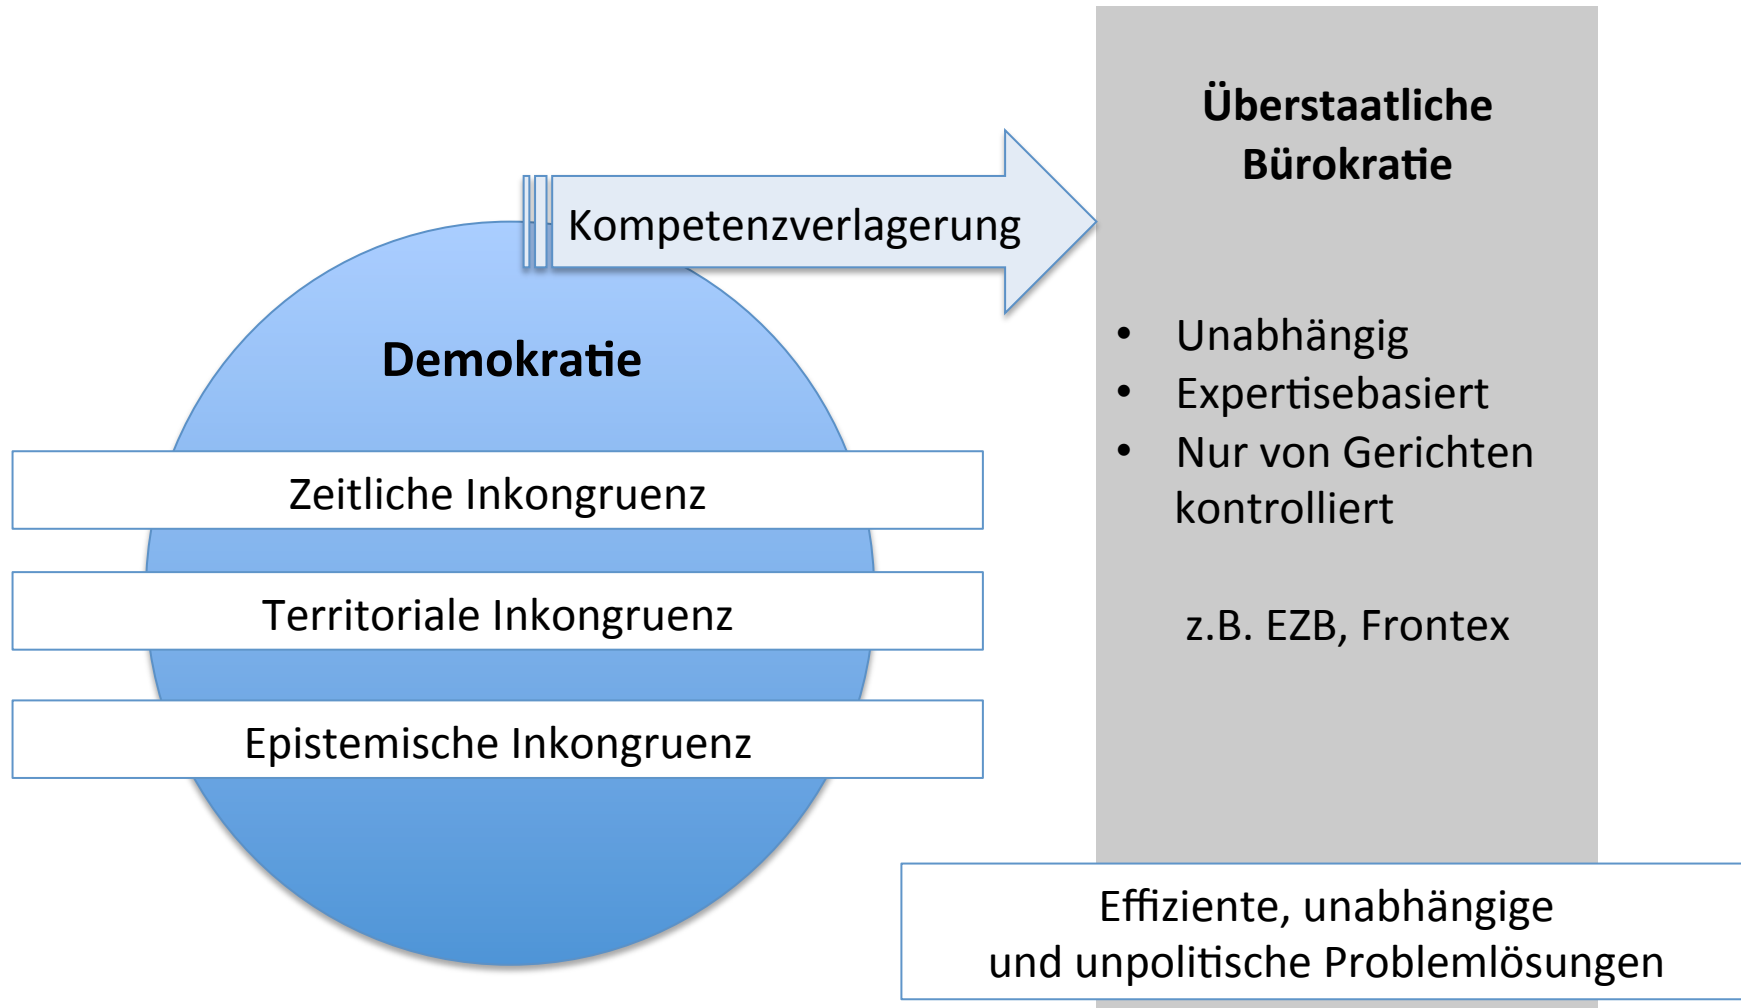 Kompetenzverlagerung
Demokratie
Zeitliche Inkongruenz
Territoriale Inkongruenz
Epistemische Inkongruenz
Überstaatliche
Bürokratie
• Unabhängig
• Expertisebasiert
• Nur von Gerichten
kontrolliert
z.B. EZB, Frontex
Effiziente, unabhängige
und unpolitische Problemlösungen